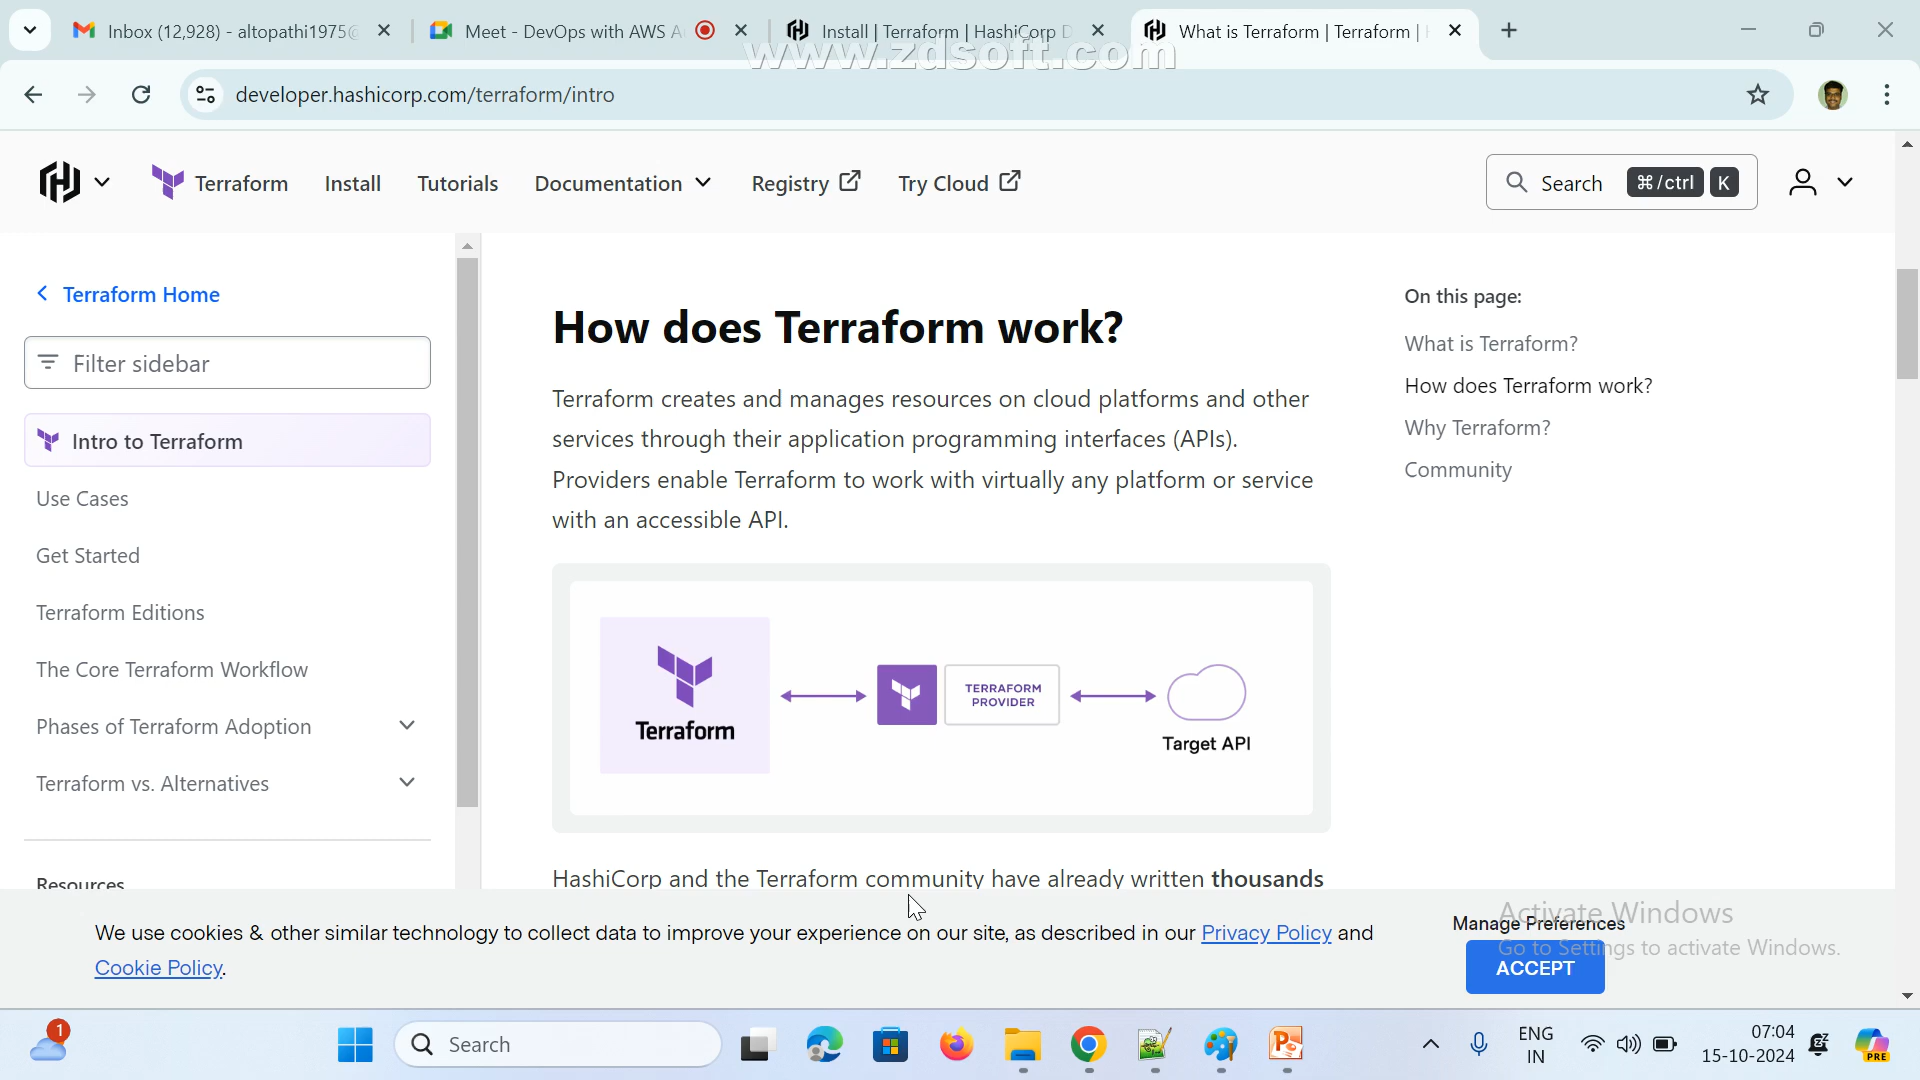 Inbox (12,928) - altopathi1975@
Meet - DevOps with AWS A
Install | Terraform | HashiCorp D
What is Terraform | Terraform |
www.zdsoft.com
developer.hashicorp.com/terraform/intro
Terraform
Install
Tutorials
Documentation
Registry
Try Cloud
Search
⌘/ctrl
K
Terraform Home
Filter sidebar
Intro to Terraform
Use Cases
Get Started
Terraform Editions
The Core Terraform Workflow
Phases of Terraform Adoption
Terraform vs. Alternatives
Resources
How does Terraform work?
Terraform creates and manages resources on cloud platforms and other
services through their application programming interfaces (APIs).
Providers enable Terraform to work with virtually any platform or service
with an accessible API.
Terraform
TERRAFORM
PROVIDER
Target API
HashiCorp and the Terraform community have already written thousands
On this page:
What is Terraform?
How does Terraform work?
Why Terraform?
Community
We use cookies & other similar technology to collect data to improve your experience on our site, as described in our Privacy Policy and
Cookie Policy.
Manage Preferences
ACCEPT
Activate Windows
Go to Settings to activate Windows.
1
Search
ENG
IN
07:04
15-10-2024
PRE